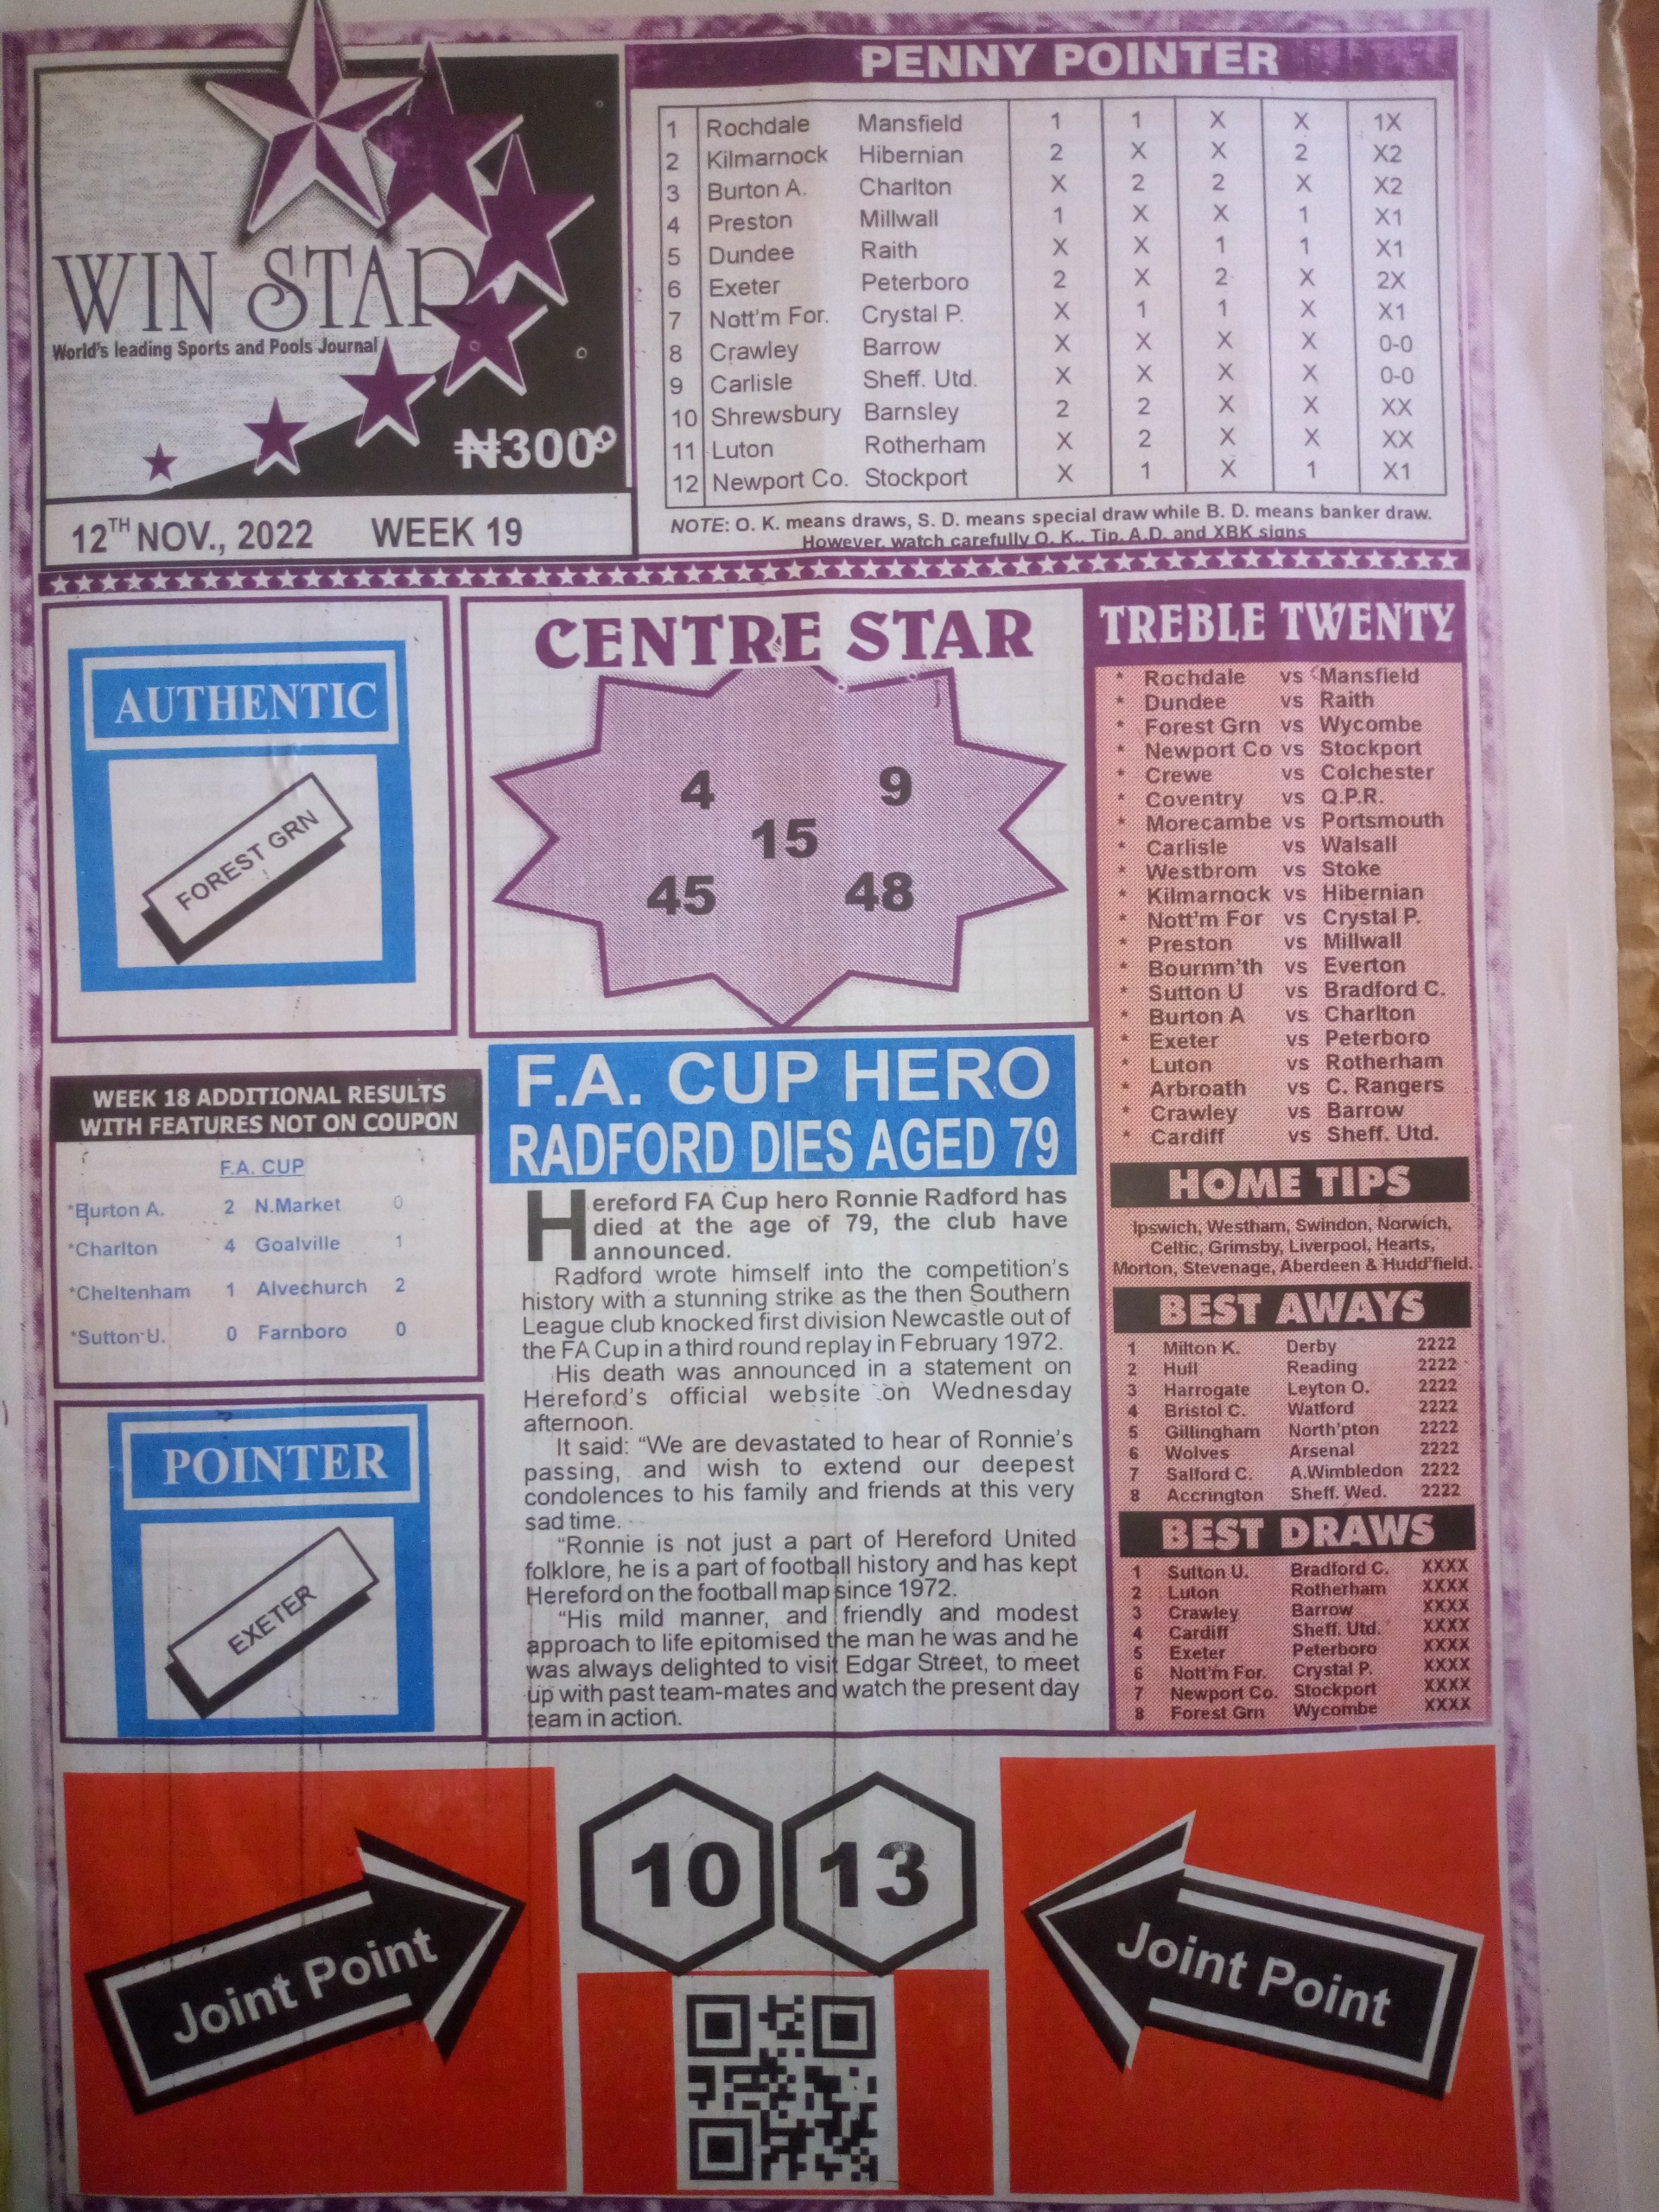 WIN STAR
World's leading Sports and Pools Journal
₦300⁰
12TH NOV., 2022 WEEK 19
PENNY POINTER
1 Rochdale Mansfield 1 1 X X 1X
2 Kilmarnock Hibernian 2 X X 2 X2
3 Burton A. Charlton X 2 2 X X2
4 Preston Millwall 1 X X 1 X1
5 Dundee Raith X X 1 1 X1
6 Exeter Peterboro 2 X 2 X 2X
7 Nott'm For. Crystal P. X 1 1 X X1
8 Crawley Barrow X X X X 0-0
9 Carlisle Sheff. Utd. X X X X 0-0
10 Shrewsbury Barnsley 2 2 X X XX
11 Luton Rotherham X 2 X X XX
12 Newport Co. Stockport X 1 X 1 X1
NOTE: O. K. means draws, S. D. means special draw while B. D. means banker draw.
However, watch carefully O. K., Tip, A.D. and XBK signs
AUTHENTIC
FOREST GRN
CENTRE STAR
4 9
15
45 48
TREBLE TWENTY
* Rochdale vs Mansfield
* Dundee vs Raith
* Forest Grn vs Wycombe
* Newport Co vs Stockport
* Crewe vs Colchester
* Coventry vs Q.P.R.
* Morecambe vs Portsmouth
* Carlisle vs Walsall
* Westbrom vs Stoke
* Kilmarnock vs Hibernian
* Nott'm For vs Crystal P.
* Preston vs Millwall
* Bournm'th vs Everton
* Sutton U vs Bradford C.
* Burton A vs Charlton
* Exeter vs Peterboro
* Luton vs Rotherham
* Arbroath vs C. Rangers
* Crawley vs Barrow
* Cardiff vs Sheff. Utd.
WEEK 18 ADDITIONAL RESULTS
WITH FEATURES NOT ON COUPON
F.A. CUP
*Burton A. 2 N.Market 0
*Charlton 4 Goalville 1
*Cheltenham 1 Alvechurch 2
*Sutton U. 0 Farnboro 0
POINTER
EXETER
F.A. CUP HERO
RADFORD DIES AGED 79
Hereford FA Cup hero Ronnie Radford has
died at the age of 79, the club have
announced.
Radford wrote himself into the competition's
history with a stunning strike as the then Southern
League club knocked first division Newcastle out of
the FA Cup in a third round replay in February 1972.
His death was announced in a statement on
Hereford's official website on Wednesday
afternoon.
It said: “We are devastated to hear of Ronnie's
passing, and wish to extend our deepest
condolences to his family and friends at this very
sad time.
“Ronnie is not just a part of Hereford United
folklore, he is a part of football history and has kept
Hereford on the football map since 1972.
“His mild manner, and friendly and modest
approach to life epitomised the man he was and he
was always delighted to visit Edgar Street, to meet
up with past team-mates and watch the present day
team in action.
HOME TIPS
Ipswich, Westham, Swindon, Norwich,
Celtic, Grimsby, Liverpool, Hearts,
Morton, Stevenage, Aberdeen & Hudd'field.
BEST AWAYS
1 Milton K. Derby 2222
2 Hull Reading 2222
3 Harrogate Leyton O. 2222
4 Bristol C. Watford 2222
5 Gillingham North'pton 2222
6 Wolves Arsenal 2222
7 Salford C. A.Wimbledon 2222
8 Accrington Sheff. Wed. 2222
BEST DRAWS
1 Sutton U. Bradford C. XXXX
2 Luton Rotherham XXXX
3 Crawley Barrow XXXX
4 Cardiff Sheff. Utd. XXXX
5 Exeter Peterboro XXXX
6 Nott'm For. Crystal P. XXXX
7 Newport Co. Stockport XXXX
8 Forest Grn Wycombe XXXX
Joint Point
10 13
Joint Point